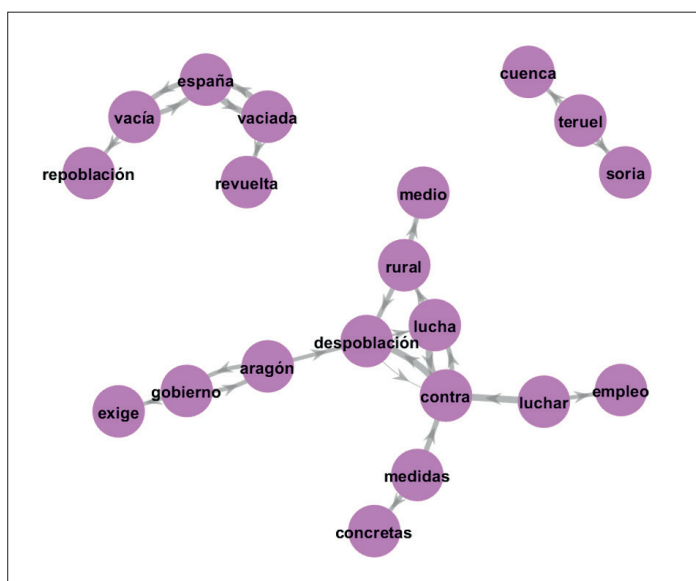 españa
vacía
vaciada
repoblación
revuelta
cuenca
teruel
soria
medio
rural
lucha
despoblación
aragón
gobierno
exige
contra
luchar
empleo
medidas
concretas